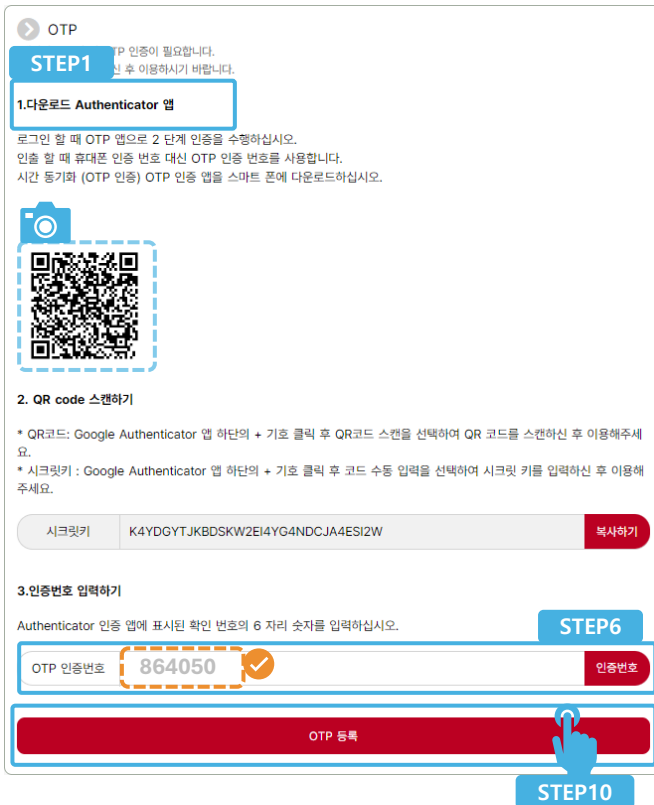 OTP
TP 인증이 필요합니다.
STEP1
신 후 이용하시기 바랍니다.
1.다운로드 Authenticator 앱
로그인 할 때 OTP 앱으로 2 단계 인증을 수행하십시오.
인출 할 때 휴대폰 인증 번호 대신 OTP 인증 번호를 사용합니다.
시간 동기화 (OTP 인증) OTP 인증 앱을 스마트 폰에 다운로드하십시오.
2. QR code 스캔하기
* QR코드: Google Authenticator 앱 하단의 + 기호 클릭 후 QR코드 스캔을 선택하여 QR 코드를 스캔하신 후 이용해주세
요.
* 시크릿키 : Google Authenticator 앱 하단의 + 기호 클릭 후 코드 수동 입력을 선택하여 시크릿 키를 입력하신 후 이용해
주세요.
시크릿키 K4YDGYTJKBDSKW2EI4YG4NDCJA4ESI2W 복사하기
3.인증번호 입력하기
Authenticator 인증 앱에 표시된 확인 번호의 6 자리 숫자를 입력하십시오.
STEP6
OTP 인증번호 864050 인증번호
OTP 등록
STEP10